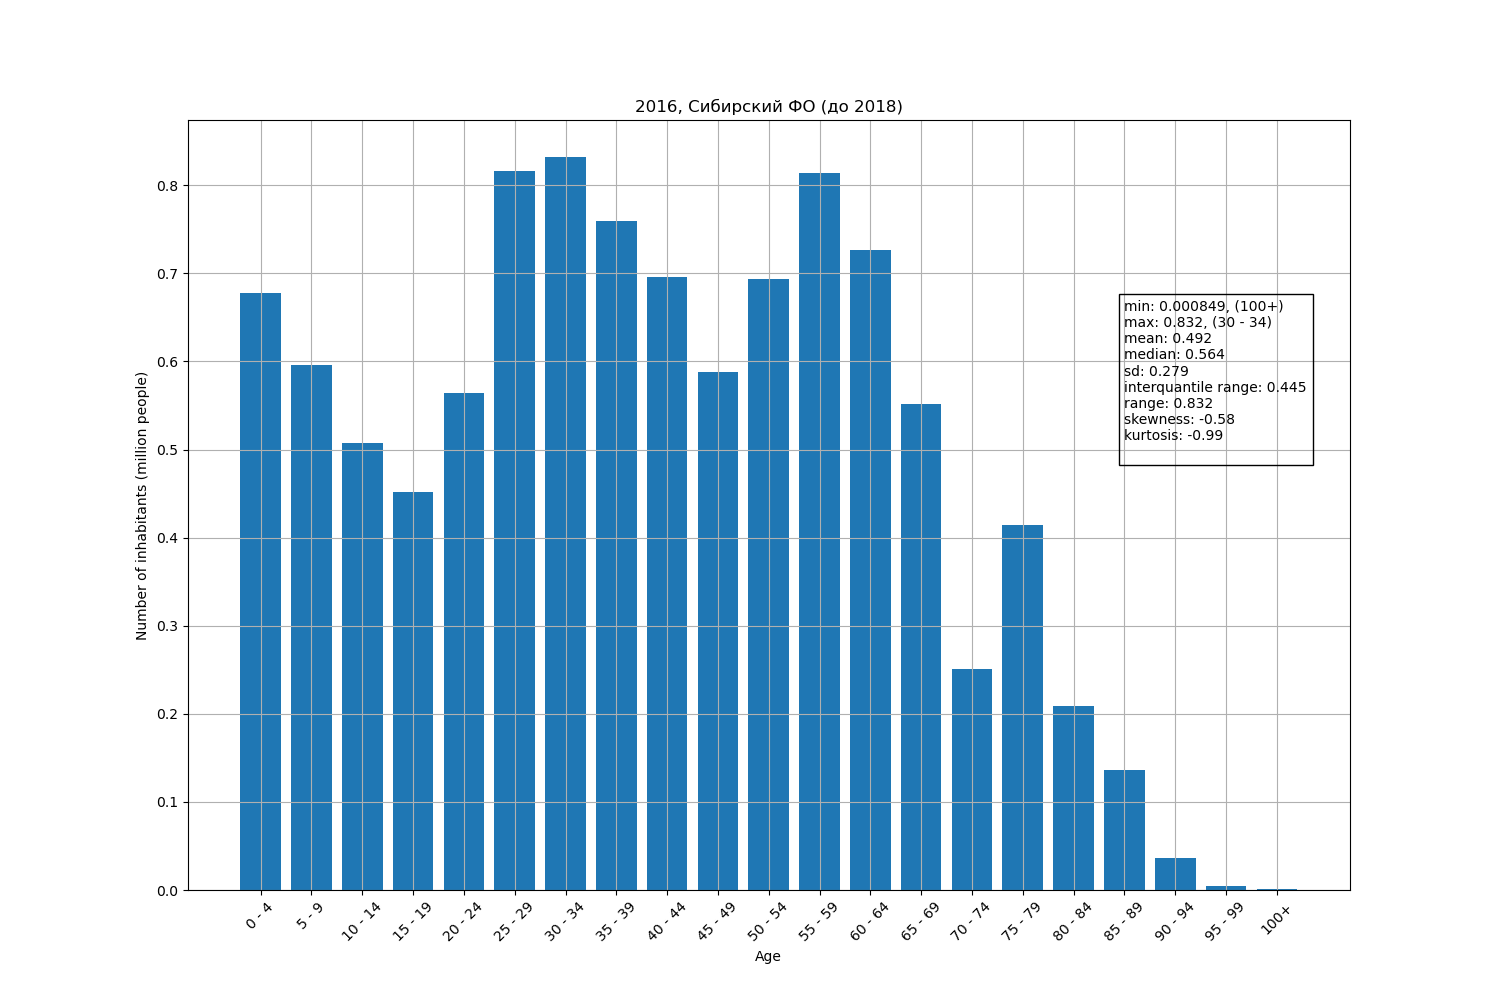 2016, Сибирский ФО (до 2018)
Number of inhabitants (million people)
0.8
0.7
0.6
0.5
0.4
0.3
0.2
0.1
0.0
min: 0.000849, (100+)
max: 0.832, (30 - 34)
mean: 0.492
median: 0.564
sd: 0.279
interquantile range: 0.445
range: 0.832
skewness: -0.58
kurtosis: -0.99
0 - 4
5 - 9
10 - 14
15 - 19
20 - 24
25 - 29
30 - 34
35 - 39
40 - 44
45 - 49
50 - 54
55 - 59
60 - 64
65 - 69
70 - 74
75 - 79
80 - 84
85 - 89
90 - 94
95 - 99
100+
Age